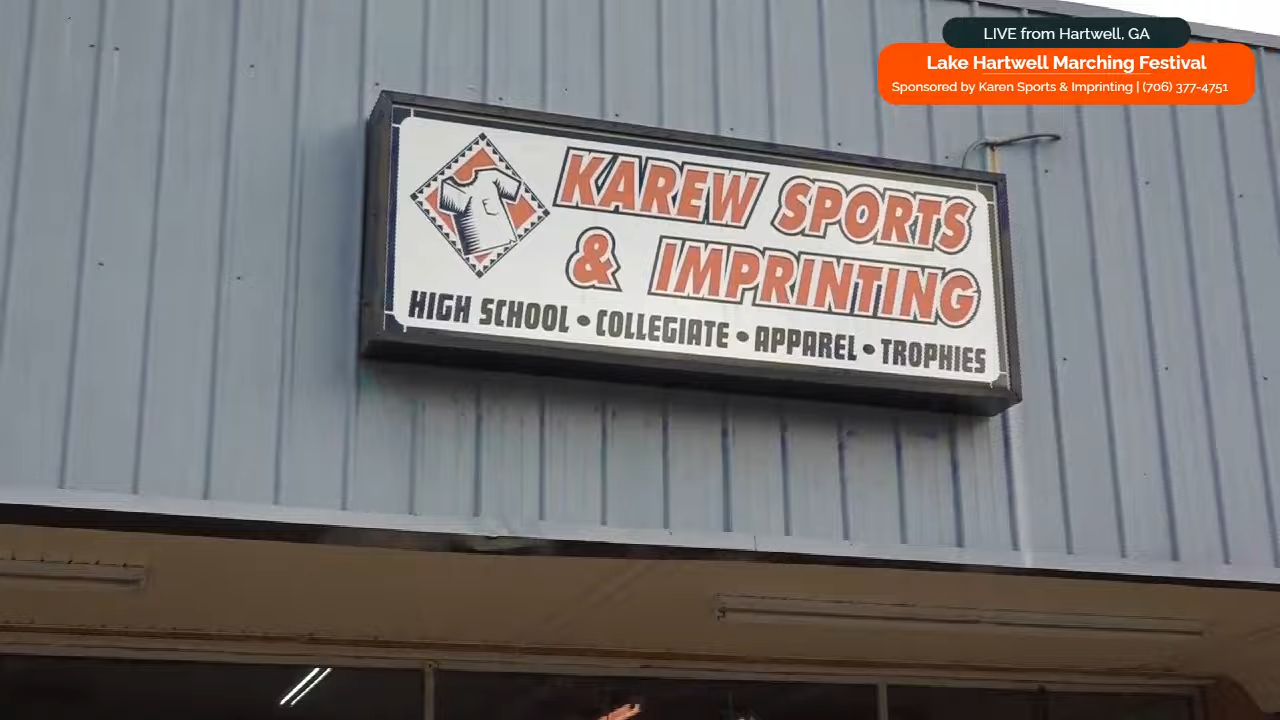 LIVE from Hartwell, GA
Lake Hartwell Marching Festival
Sponsored by Karen Sports & Imprinting | (706) 377-4751
KAREW SPORTS
& IMPRINTING
HIGH SCHOOL • COLLEGIATE • APPAREL • TROPHIES